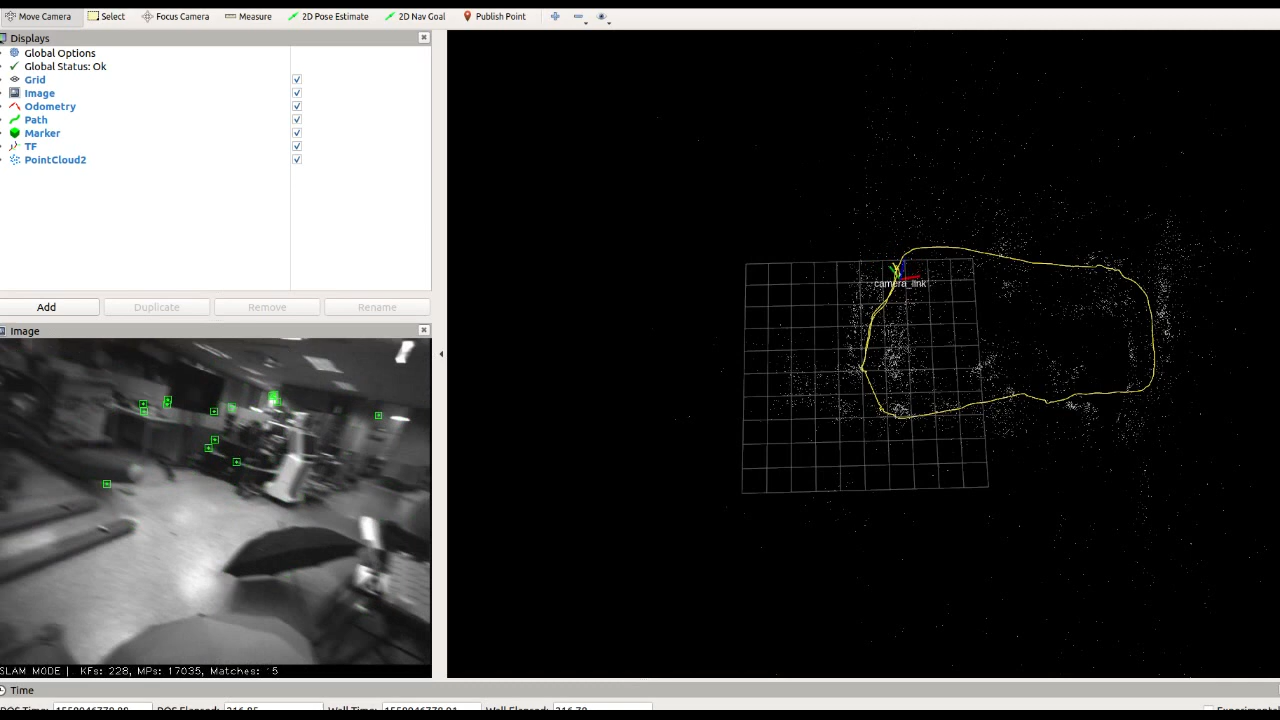 Move Camera Select Focus Camera Measure 2D Pose Estimate 2D Nav Goal Publish Point
Displays
Global Options
Global Status: Ok
Grid
Image
Odometry
Path
Marker
TF
PointCloud2
Add Duplicate Remove Rename
Image
camera_link
SLAM MODE | KFs: 228, MPs: 17035, Matches: 15
Time